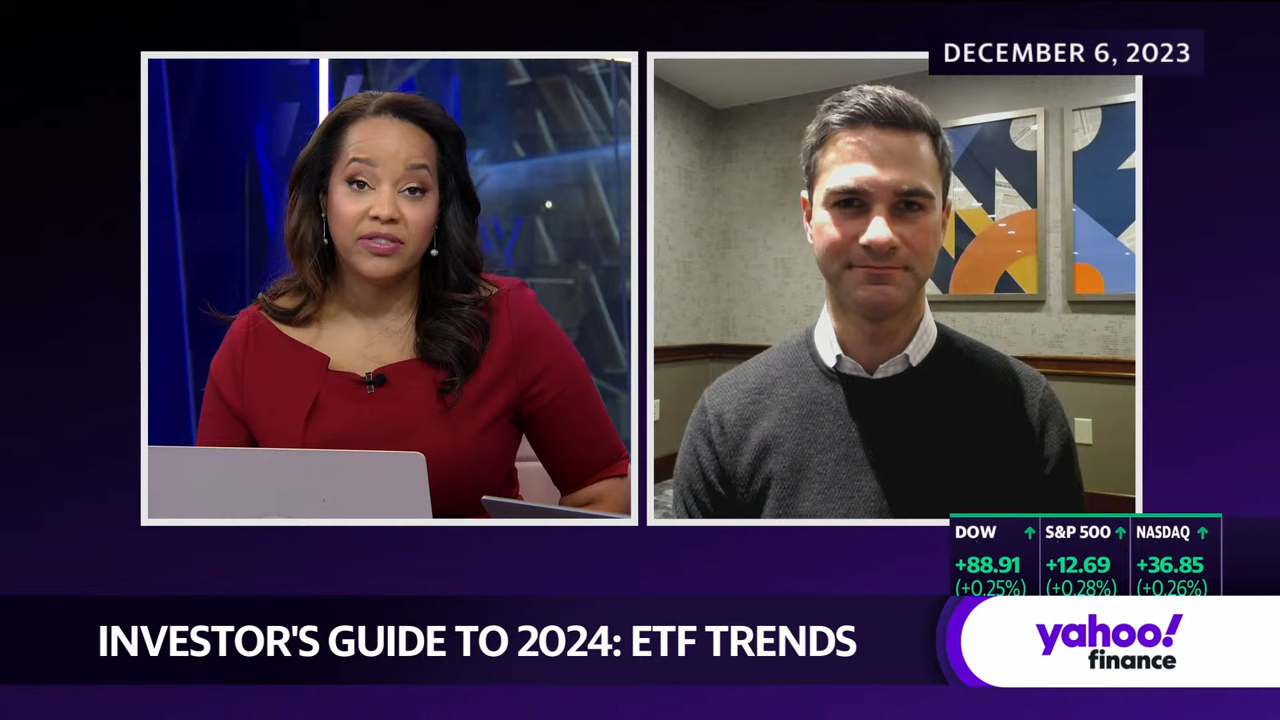 DECEMBER 6, 2023
DOW
+88.91
(+0.25%)
S&P 500
+12.69
(+0.28%)
NASDAQ
+36.85
(+0.26%)
INVESTOR'S GUIDE TO 2024: ETF TRENDS
yahoo!
finance